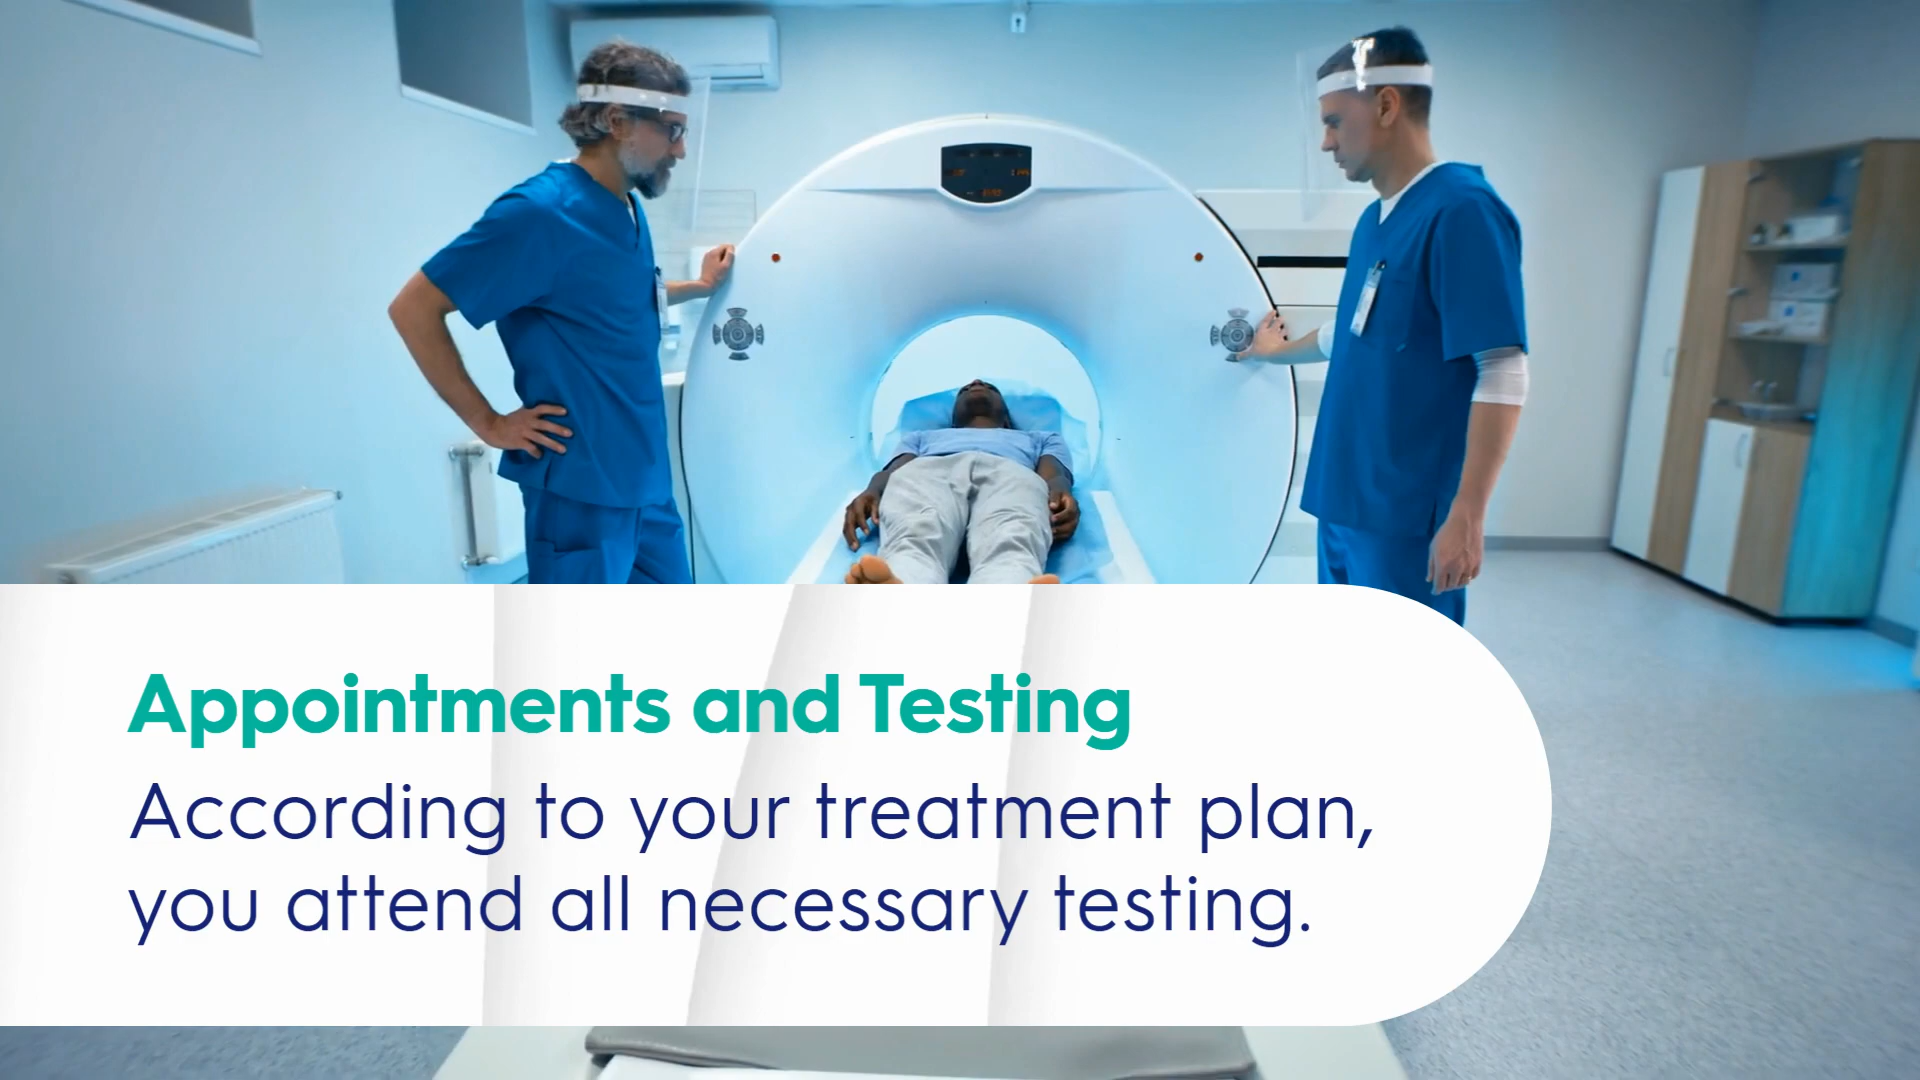 Appointments and Testing
According to your treatment plan,
you attend all necessary testing.